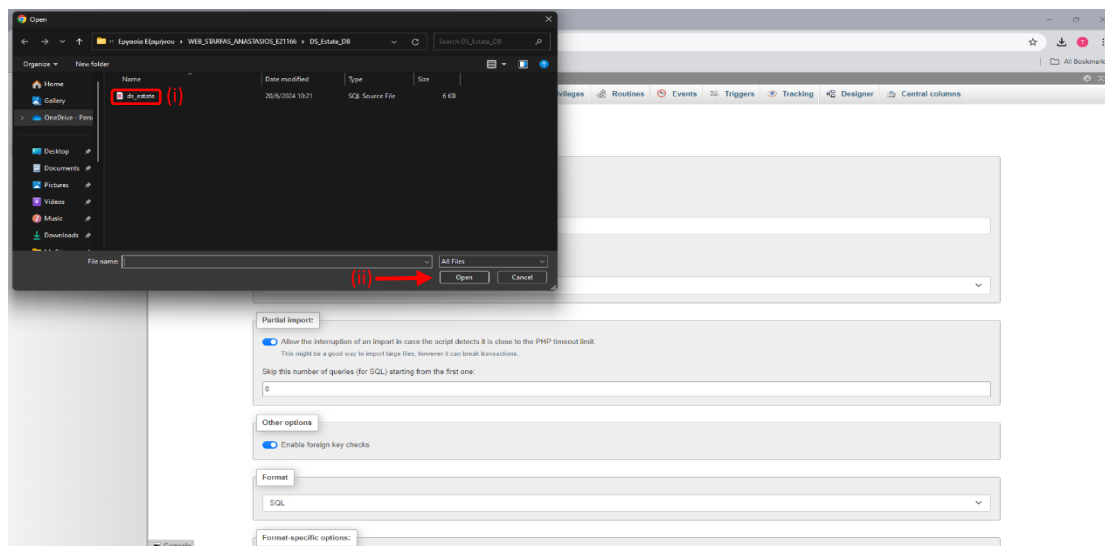 Open
Εργασία Εξαμήνου > WEB_STARFAS_ANASTASIOS_E21166 > DS_Estate_DB
Search DS_Estate_DB
Organize
New folder
Name
Date modified
Type
Size
ds_estate
(i)
20/6/2024 10:21
SQL Source File
6 KB
Home
Gallery
OneDrive - Pers
Desktop
Documents
Pictures
Videos
Music
Downloads
File name:
All Files
(ii)
Open
Cancel
All Bookmark
vileges
Routines
Events
Triggers
Tracking
Designer
Central columns
Partial import:
Allow the interruption of an import in case the script detects it is close to the PHP timeout limit.
This might be a good way to import large files, however it can break transactions.
Skip this number of queries (for SQL) starting from the first one:
0
Other options
Enable foreign key checks
Format
SQL
Format-specific options:
Console